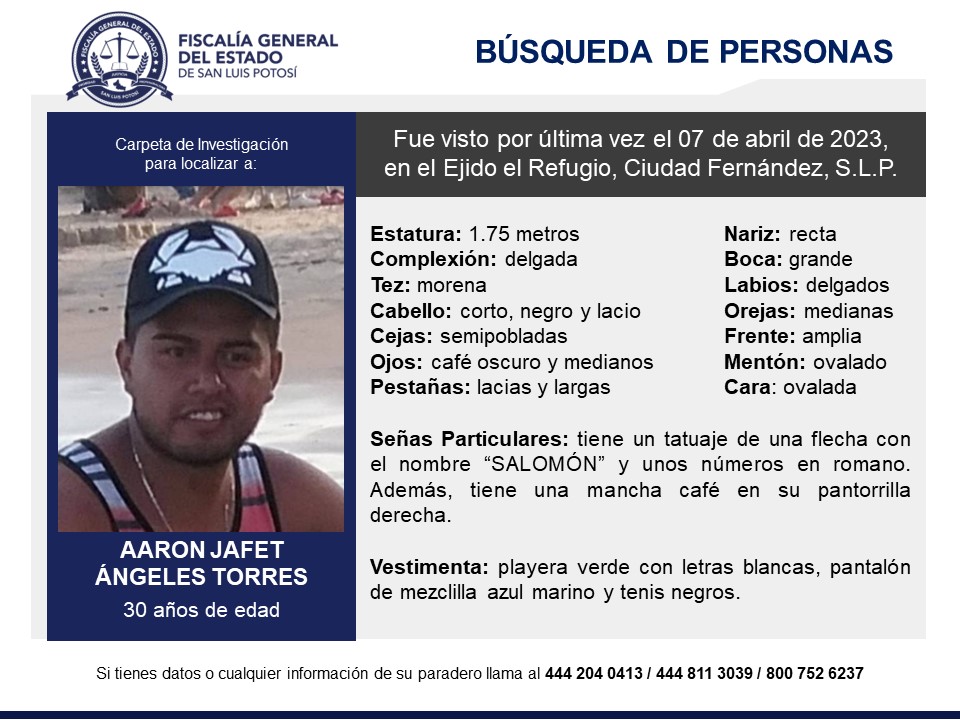 FISCALÍA GENERAL DEL ESTADO
SAN LUIS POTOSÍ
FISCALÍA GENERAL
DEL ESTADO
DE SAN LUIS POTOSÍ
BÚSQUEDA DE PERSONAS
Carpeta de Investigación
para localizar a:
AARON JAFET
ÁNGELES TORRES
30 años de edad
Fue visto por última vez el 07 de abril de 2023,
en el Ejido el Refugio, Ciudad Fernández, S.L.P.
Estatura: 1.75 metros
Complexión: delgada
Tez: morena
Cabello: corto, negro y lacio
Cejas: semipobladas
Ojos: café oscuro y medianos
Pestañas: lacias y largas
Nariz: recta
Boca: grande
Labios: delgados
Orejas: medianas
Frente: amplia
Mentón: ovalado
Cara: ovalada
Señas Particulares: tiene un tatuaje de una flecha con
el nombre “SALOMÓN” y unos números en romano.
Además, tiene una mancha café en su pantorrilla
derecha.
Vestimenta: playera verde con letras blancas, pantalón
de mezclilla azul marino y tenis negros.
Si tienes datos o cualquier información de su paradero llama al 444 204 0413 / 444 811 3039 / 800 752 6237